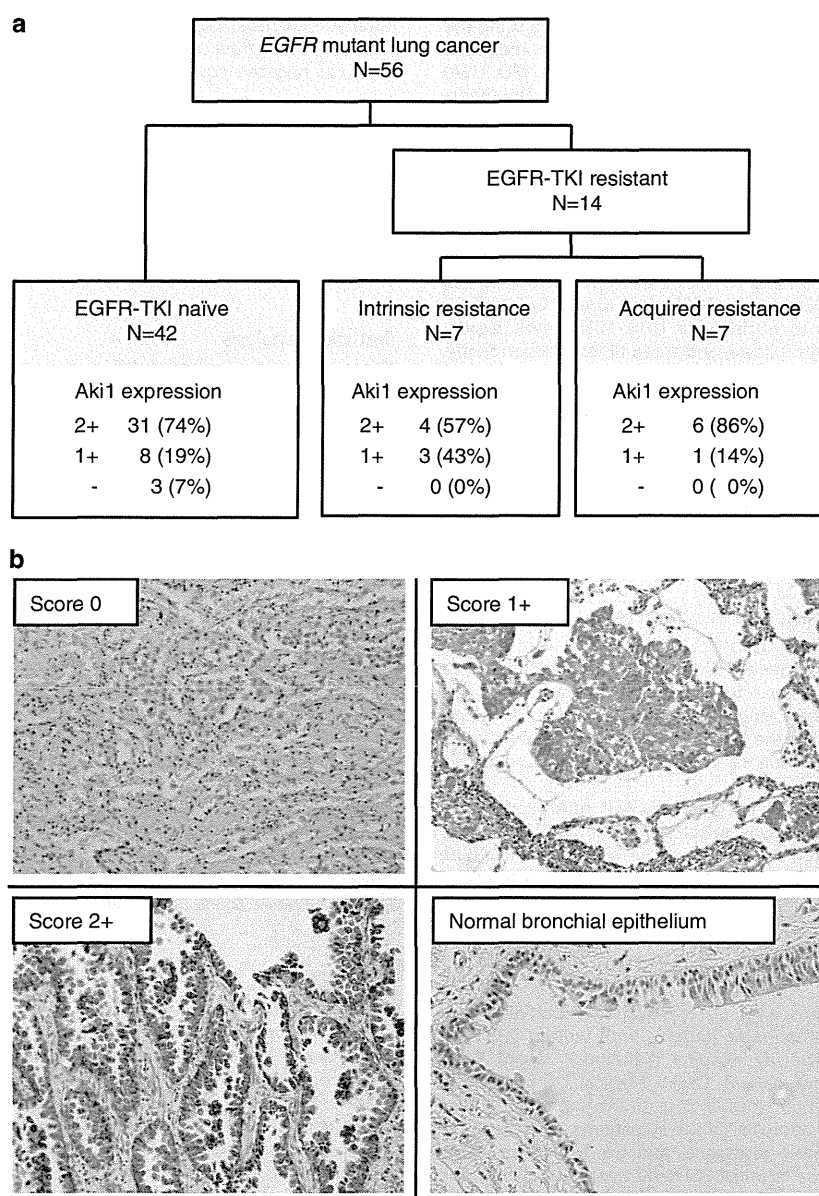 a
EGFR mutant lung cancer
N=56
EGFR-TKI resistant
N=14
EGFR-TKI naïve
N=42
Aki1 expression
2+ 31 (74%)
1+ 8 (19%)
- 3 (7%)
Intrinsic resistance
N=7
Aki1 expression
2+ 4 (57%)
1+ 3 (43%)
- 0 (0%)
Acquired resistance
N=7
Aki1 expression
2+ 6 (86%)
1+ 1 (14%)
- 0 ( 0%)
b
Score 0
Score 1+
Score 2+
Normal bronchial epithelium